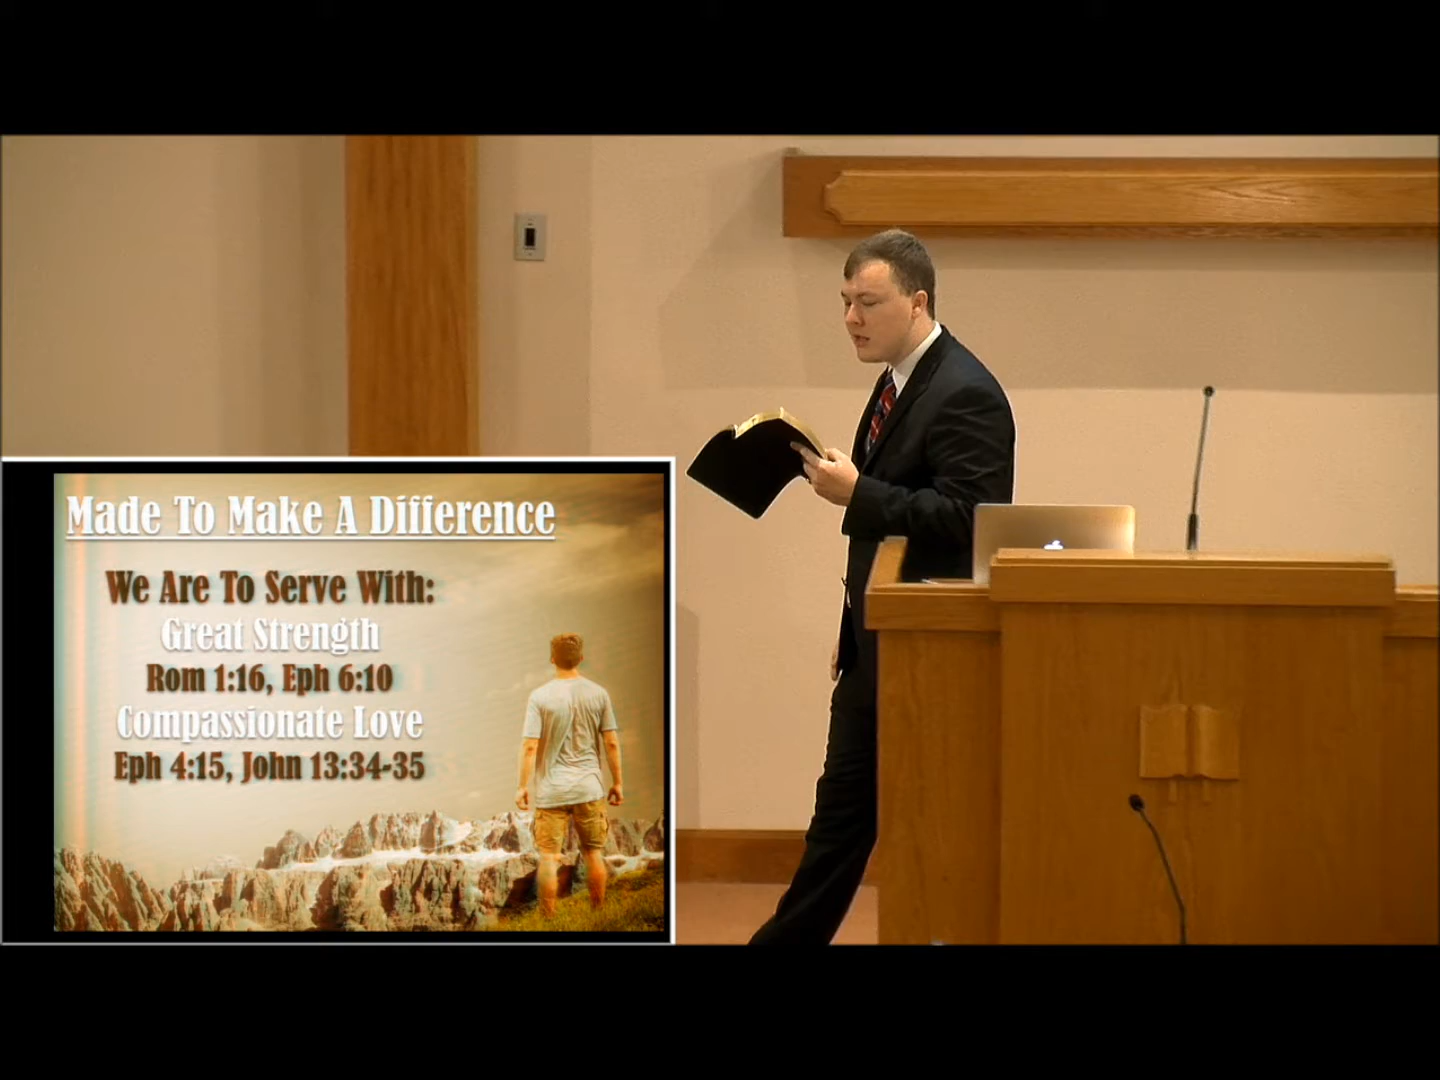 Made To Make A Difference
We Are To Serve With:
Great Strength
Rom 1:16, Eph 6:10
Compassionate Love
Eph 4:15, John 13:34-35